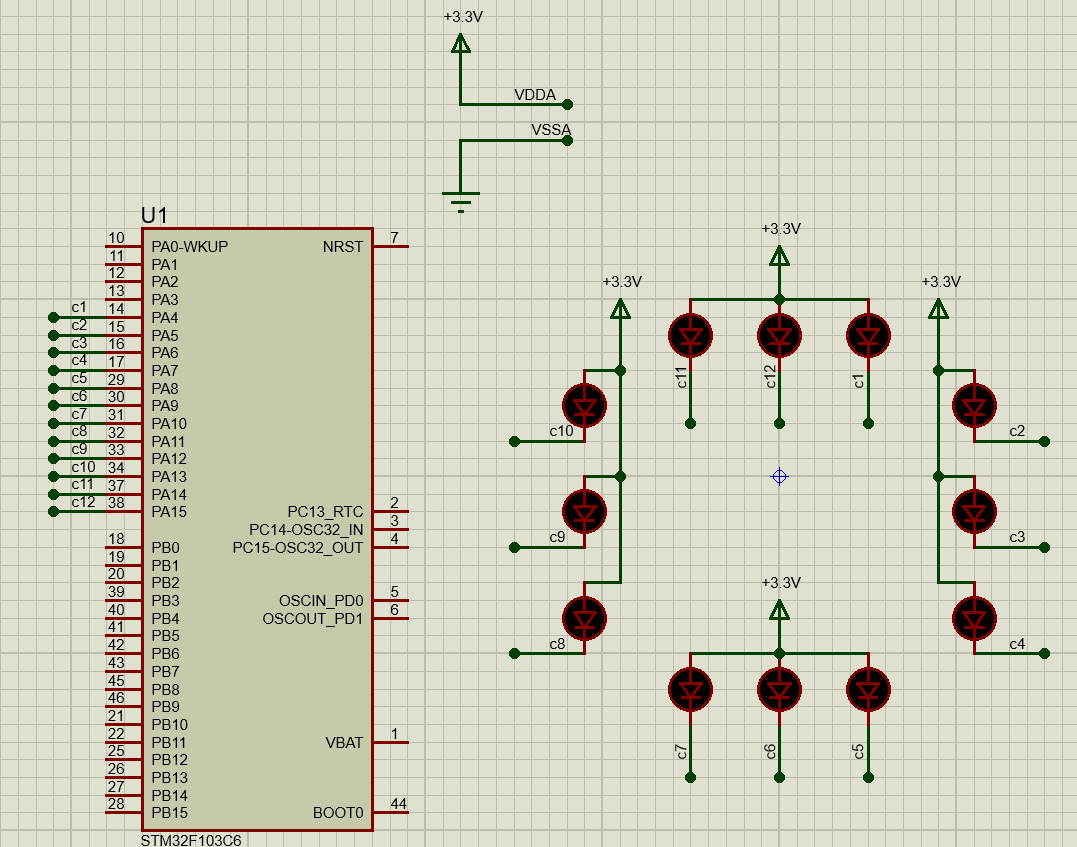 +3.3V
VDDA
VSSA
U1
10 PA0-WKUP NRST 7
11 PA1
12 PA2
13 PA3
c1 14 PA4
c2 15 PA5
c3 16 PA6
c4 17 PA7
c5 29 PA8
c6 30 PA9
c7 31 PA10
c8 32 PA11
c9 33 PA12
c10 34 PA13
c11 37 PA14
c12 38 PA15
PC13_RTC 2
PC14-OSC32_IN 3
PC15-OSC32_OUT 4
18 PB0
19 PB1
20 PB2
39 PB3 OSCIN_PD0 5
40 PB4 OSCOUT_PD1 6
41 PB5
42 PB6
43 PB7
45 PB8
46 PB9
21 PB10
22 PB11 VBAT 1
25 PB12
26 PB13
27 PB14
28 PB15 BOOT0 44
STM32F103C6
+3.3V
+3.3V
+3.3V
c11
c12
c1
c10
c2
c9
c3
+3.3V
c8
c4
c7
c6
c5